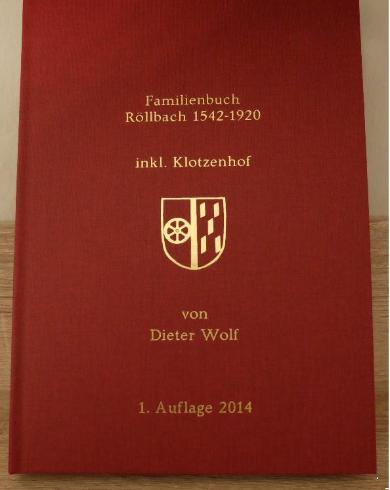 Familienbuch
Röllbach 1542-1920
inkl. Klotzenhof
von
Dieter Wolf
1. Auflage 2014